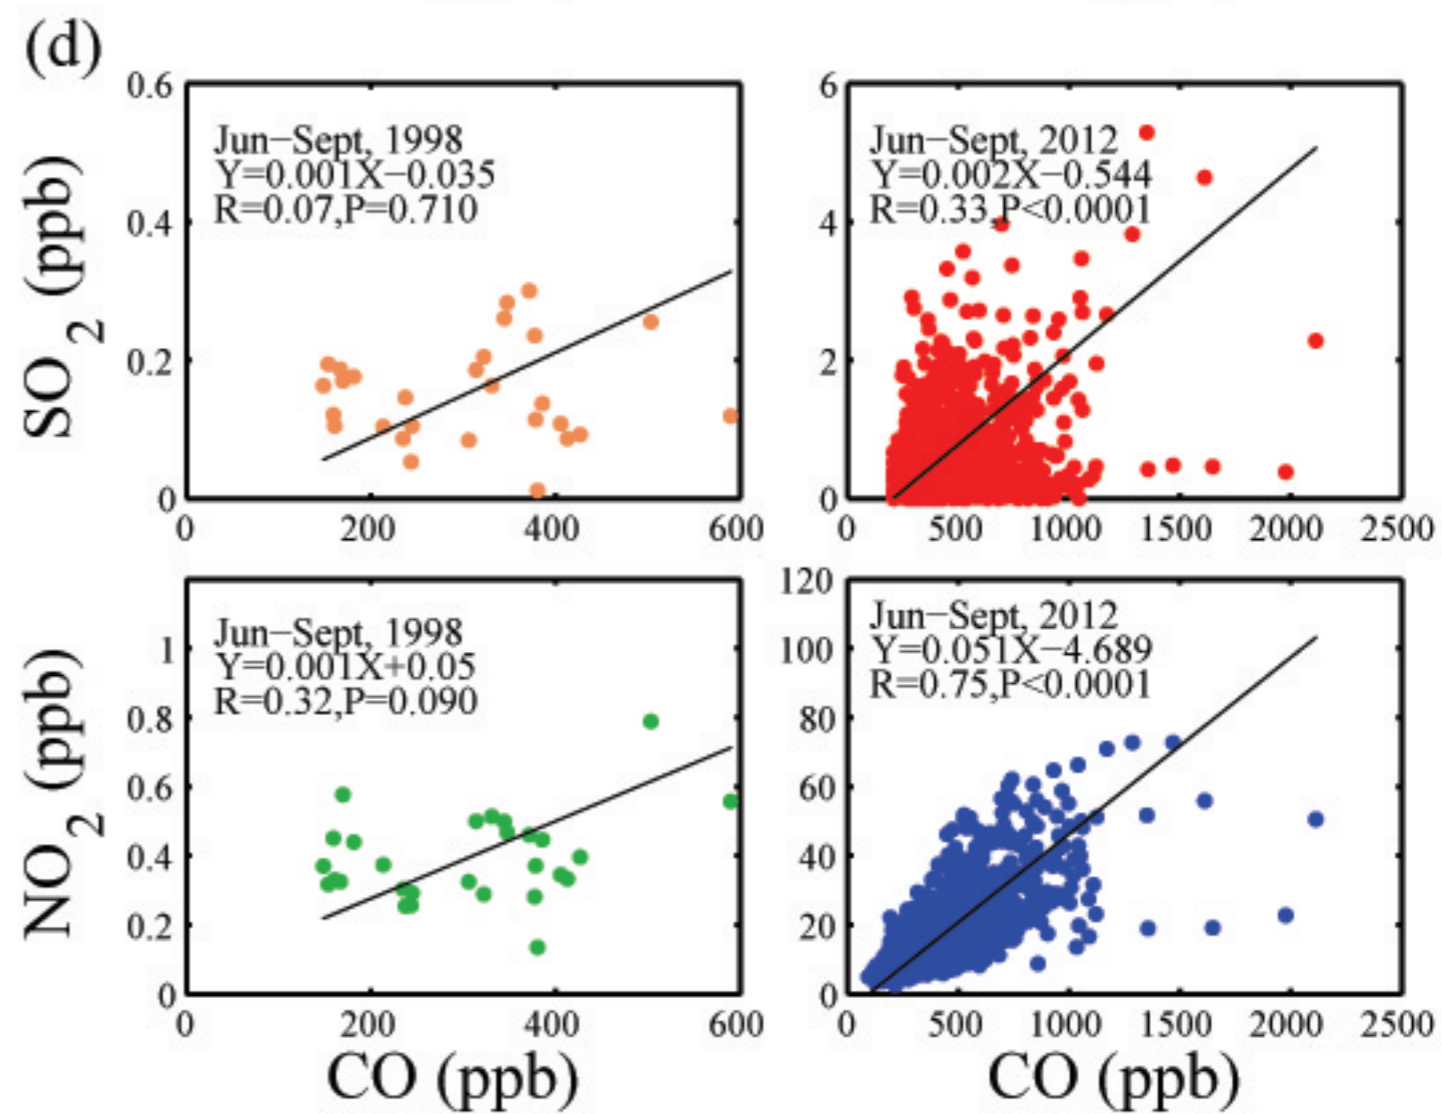 (d)
SO2 (ppb)
0.6
0.4
0.2
0
Jun−Sept, 1998
Y=0.001X−0.035
R=0.07,P=0.710
0 200 400 600
6
4
2
0
Jun−Sept, 2012
Y=0.002X−0.544
R=0.33,P<0.0001
0 500 1000 1500 2000 2500
NO2 (ppb)
1
0.8
0.6
0.4
0.2
0
Jun−Sept, 1998
Y=0.001X+0.05
R=0.32,P=0.090
0 200 400 600
CO (ppb)
120
100
80
60
40
20
0
Jun−Sept, 2012
Y=0.051X−4.689
R=0.75,P<0.0001
0 500 1000 1500 2000 2500
CO (ppb)